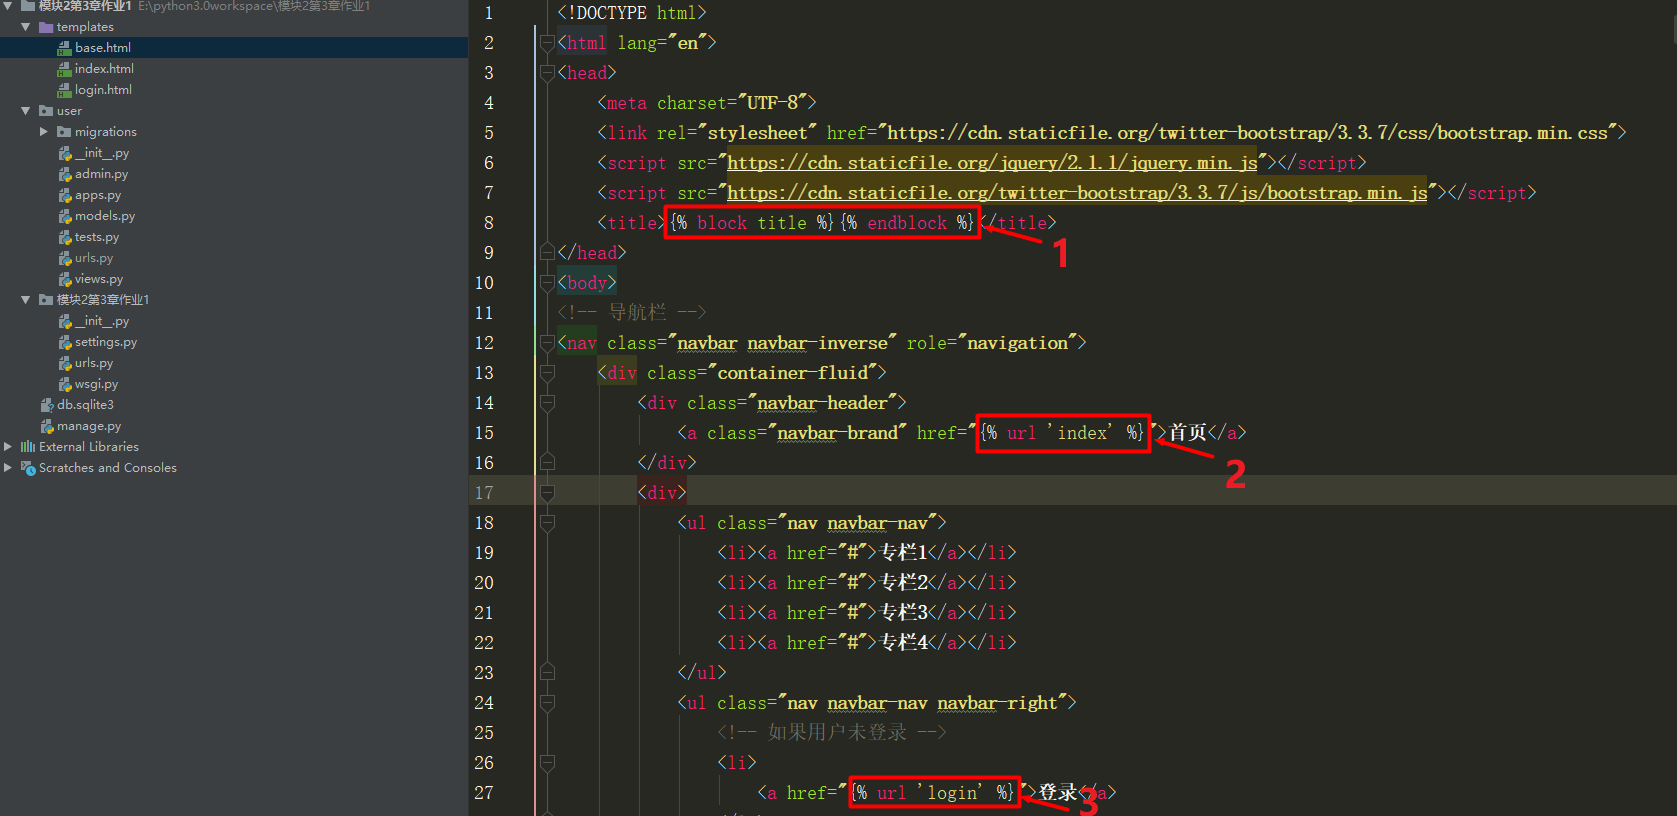 模块2第3章作业1 E:\python3.0workspace\模块2第3章作业1
templates
base.html
index.html
login.html
user
migrations
__init__.py
admin.py
apps.py
models.py
tests.py
urls.py
views.py
模块2第3章作业1
__init__.py
settings.py
urls.py
wsgi.py
db.sqlite3
manage.py
External Libraries
Scratches and Consoles
1 <!DOCTYPE html>
2 <html lang="en">
3 <head>
4 <meta charset="UTF-8">
5 <link rel="stylesheet" href="https://cdn.staticfile.org/twitter-bootstrap/3.3.7/css/bootstrap.min.css">
6 <script src="https://cdn.staticfile.org/jquery/2.1.1/jquery.min.js"></script>
7 <script src="https://cdn.staticfile.org/twitter-bootstrap/3.3.7/js/bootstrap.min.js"></script>
8 <title>{% block title %}{% endblock %}</title>
1
9 </head>
10 <body>
11 <!-- 导航栏 -->
12 <nav class="navbar navbar-inverse" role="navigation">
13 <div class="container-fluid">
14 <div class="navbar-header">
15 <a class="navbar-brand" href="{% url 'index' %}">首页</a>
2
16 </div>
17 <div>
18 <ul class="nav navbar-nav">
19 <li><a href="#">专栏1</a></li>
20 <li><a href="#">专栏2</a></li>
21 <li><a href="#">专栏3</a></li>
22 <li><a href="#">专栏4</a></li>
23 </ul>
24 <ul class="nav navbar-nav navbar-right">
25 <!-- 如果用户未登录 -->
26 <li>
27 <a href="{% url 'login' %}">登录</a>
3